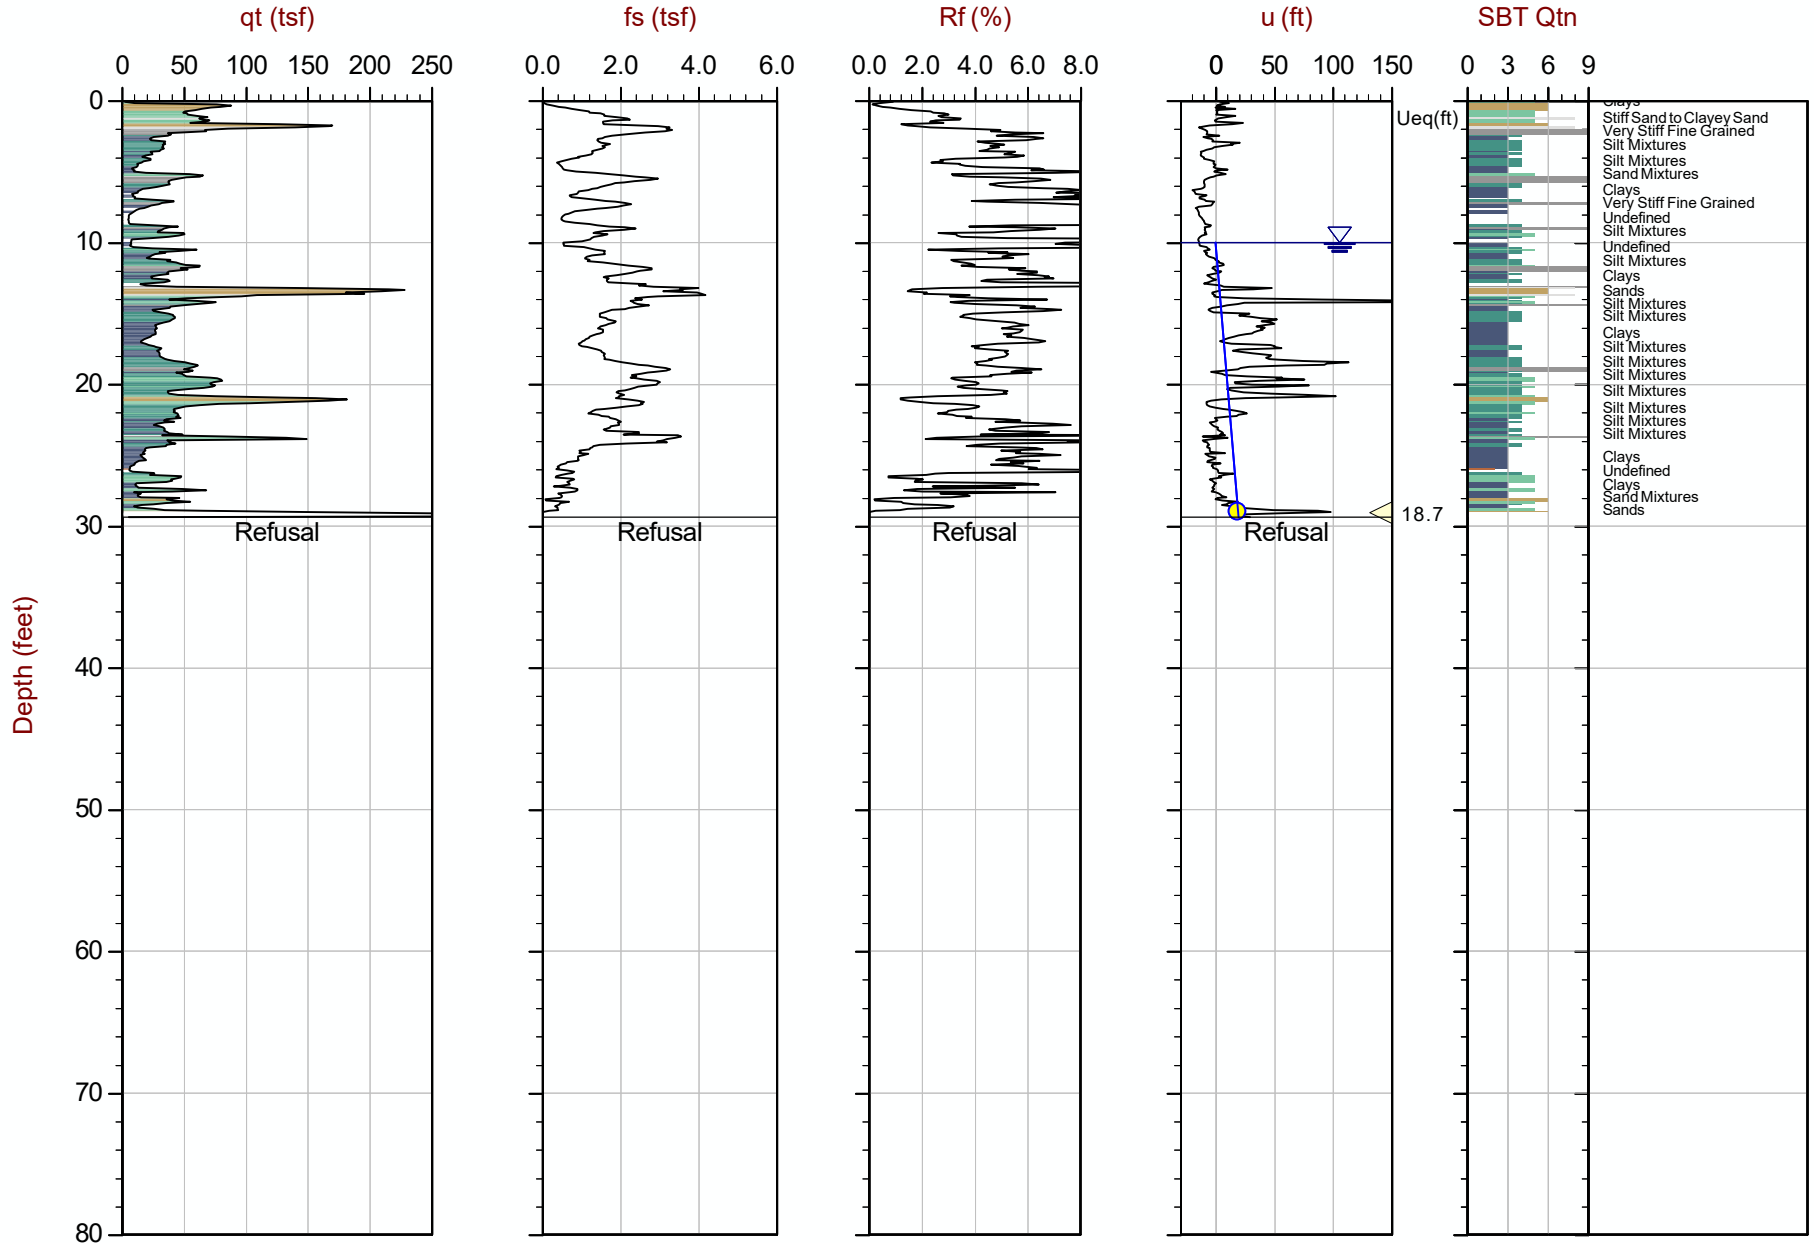 qt (tsf) fs (tsf) Rf (%) u (ft) SBT Qtn
0 50 100 150 200 250 0.0 2.0 4.0 6.0 0.0 2.0 4.0 6.0 8.0 0 50 100 150 0 3 6 9
0
Clays
Ueq(ft)
Stiff Sand to Clayey Sand
Very Stiff Fine Grained
Silt Mixtures
Silt Mixtures
Sand Mixtures
Clays
Very Stiff Fine Grained
Undefined
Silt Mixtures
10
Undefined
Silt Mixtures
Clays
Sands
Silt Mixtures
Silt Mixtures
Clays
Silt Mixtures
Silt Mixtures
Silt Mixtures
20
Silt Mixtures
Silt Mixtures
Silt Mixtures
Silt Mixtures
Clays
Undefined
Clays
Sand Mixtures
Sands
18.7
30
Refusal Refusal Refusal Refusal
40
50
60
70
80
Depth (feet)